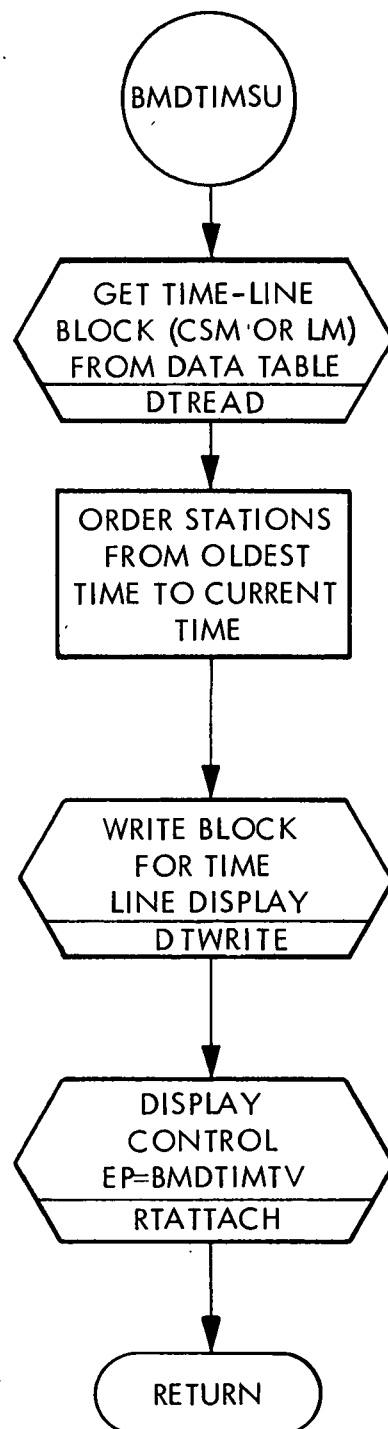 BMDTIMSU
GET TIME-LINE
BLOCK (CSM OR LM)
FROM DATA TABLE
DTREAD
ORDER STATIONS
FROM OLDEST
TIME TO CURRENT
TIME
WRITE BLOCK
FOR TIME
LINE DISPLAY
DTWRITE
DISPLAY
CONTROL
EP=BMDTIMTV
RTATTACH
RETURN